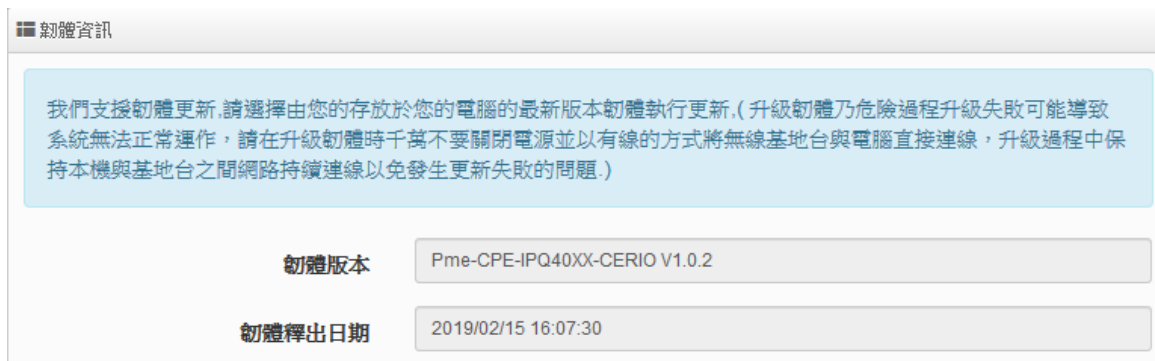 韌體資訊
我們支援韌體更新,請選擇由您的存放於您的電腦的最新版本韌體執行更新,( 升級韌體乃危險過程升級失敗可能導致
系統無法正常運作，請在升級韌體時千萬不要關閉電源並以有線的方式將無線基地台與電腦直接連線，升級過程中保
持本機與基地台之間網路持續連線以免發生更新失敗的問題.)
韌體版本 Pme-CPE-IPQ40XX-CERIO V1.0.2
韌體釋出日期 2019/02/15 16:07:30